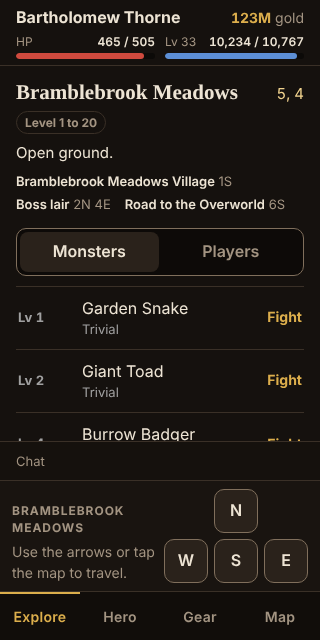 Bartholomew Thorne 123M gold
HP 465 / 505 Lv 33 10,234 / 10,767
Bramblebrook Meadows 5, 4
Level 1 to 20
Open ground.
Bramblebrook Meadows Village 1S
Boss lair 2N 4E Road to the Overworld 6S
Monsters Players
Lv 1 Garden Snake Fight
Trivial
Lv 2 Giant Toad Fight
Trivial
Burrow Badger
Chat
BRAMBLEBROOK
MEADOWS
Use the arrows or tap
the map to travel.
N
W S E
Explore Hero Gear Map